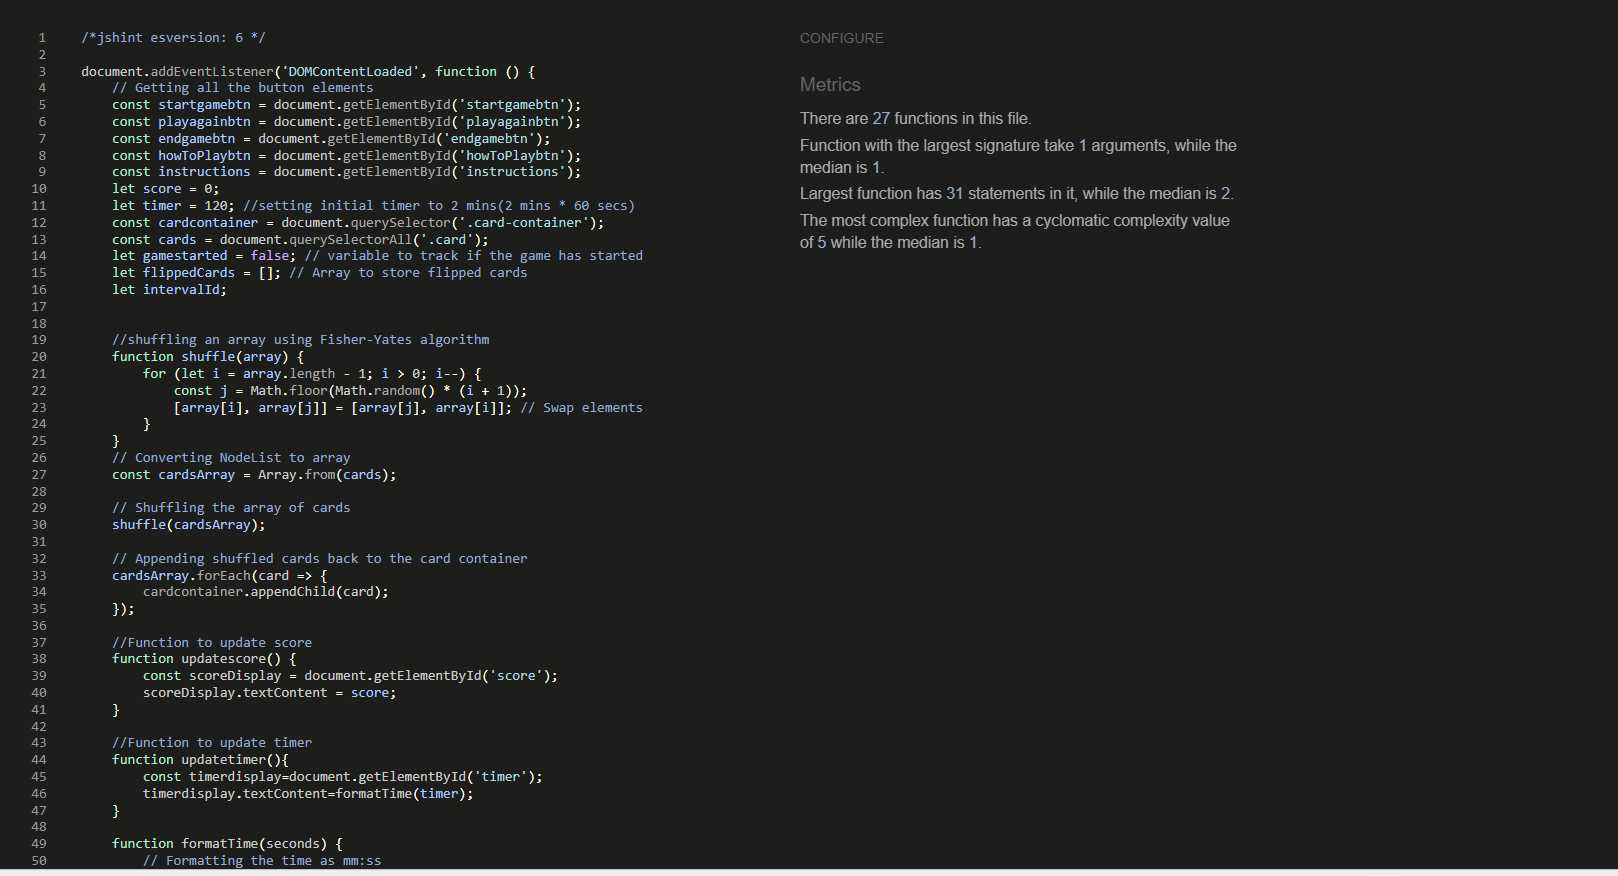 1 /*jshint esversion: 6 */
2
3 document.addEventListener('DOMContentLoaded', function () {
4 // Getting all the button elements
5 const startgamebtn = document.getElementById('startgamebtn');
6 const playagainbtn = document.getElementById('playagainbtn');
7 const endgamebtn = document.getElementById('endgamebtn');
8 const howToPlaybtn = document.getElementById('howToPlaybtn');
9 const instructions = document.getElementById('instructions');
10 let score = 0;
11 let timer = 120; //setting initial timer to 2 mins(2 mins * 60 secs)
12 const cardcontainer = document.querySelector('.card-container');
13 const cards = document.querySelectorAll('.card');
14 let gamestarted = false; // variable to track if the game has started
15 let flippedCards = []; // Array to store flipped cards
16 let intervalId;
17
18
19 //shuffling an array using Fisher-Yates algorithm
20 function shuffle(array) {
21 for (let i = array.length - 1; i > 0; i--) {
22 const j = Math.floor(Math.random() * (i + 1));
23 [array[i], array[j]] = [array[j], array[i]]; // Swap elements
24 }
25 }
26 // Converting NodeList to array
27 const cardsArray = Array.from(cards);
28
29 // Shuffling the array of cards
30 shuffle(cardsArray);
31
32 // Appending shuffled cards back to the card container
33 cardsArray.forEach(card => {
34 cardcontainer.appendChild(card);
35 });
36
37 //Function to update score
38 function updatescore() {
39 const scoreDisplay = document.getElementById('score');
40 scoreDisplay.textContent = score;
41 }
42
43 //Function to update timer
44 function updatetimer(){
45 const timerdisplay=document.getElementById('timer');
46 timerdisplay.textContent=formatTime(timer);
47 }
48
49 function formatTime(seconds) {
50 // Formatting the time as mm:ss
CONFIGURE
Metrics
There are 27 functions in this file.
Function with the largest signature take 1 arguments, while the
median is 1.
Largest function has 31 statements in it, while the median is 2.
The most complex function has a cyclomatic complexity value
of 5 while the median is 1.